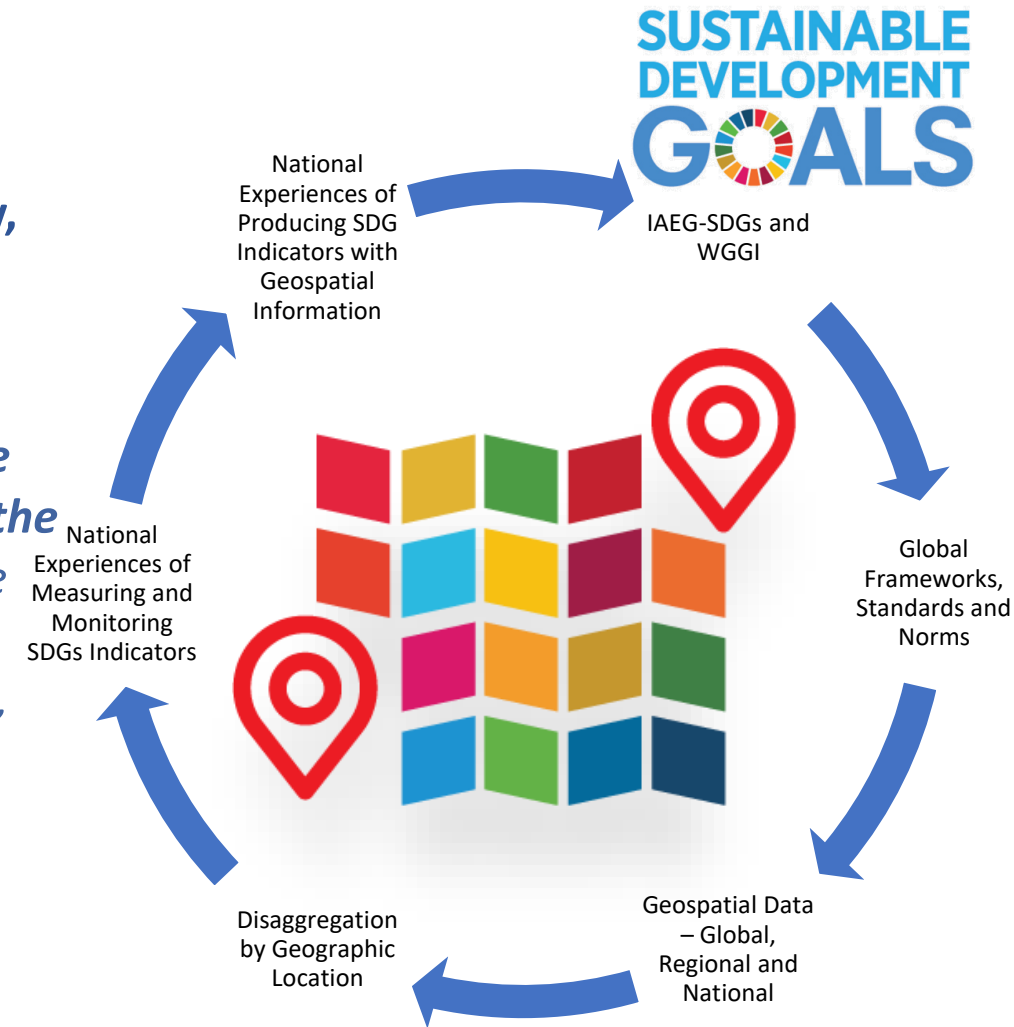 SUSTAINABLE
DEVELOPMENT
GOALS
IAEG-SDGs and
WGGI
Global
Frameworks,
Standards and
Norms
Geospatial Data
– Global,
Regional and
National
Disaggregation
by Geographic
Location
National
Experiences of
Measuring and
Monitoring
SDGs Indicators
National
Experiences of
Producing SDG
Indicators with
Geospatial
Information
the